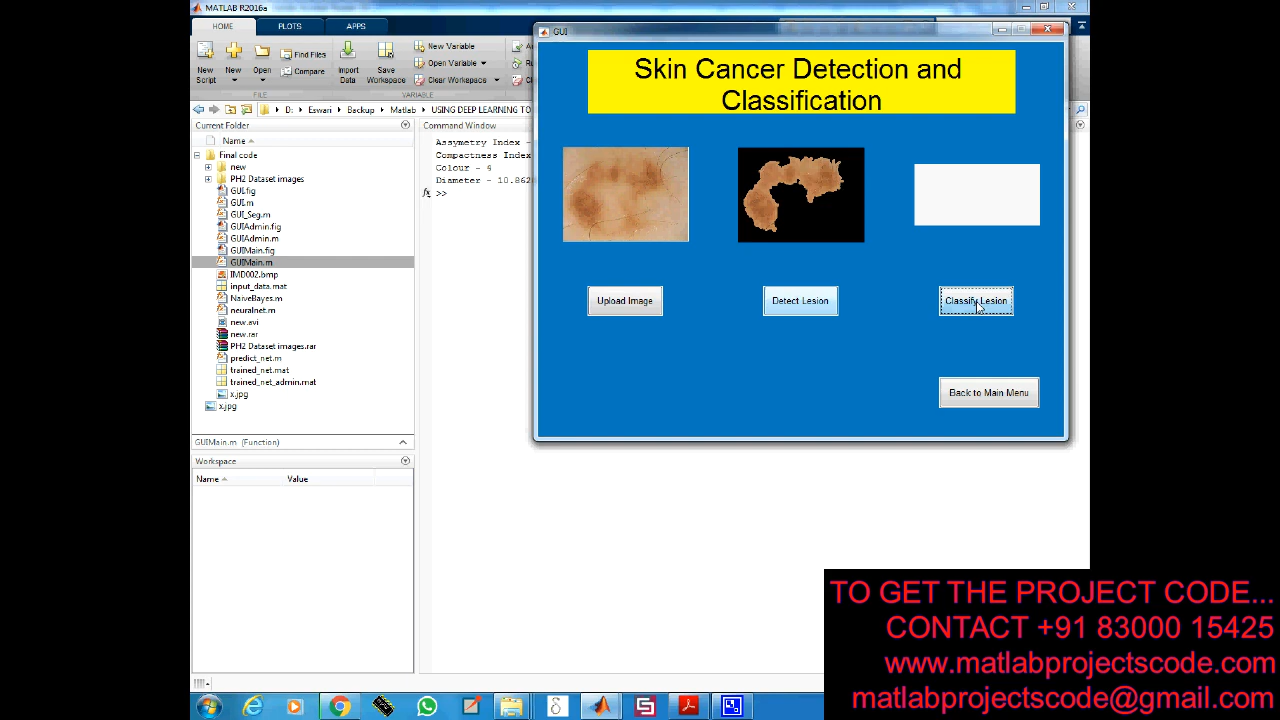 MATLAB R2016a
HOME PLOTS APPS
New Script
New
Open
Find Files
Compare
Import Data
Save Workspace
New Variable
Open Variable
Clear Workspace
FILE VARIABLE
D: Eswari Backup Matlab USING DEEP LEARNING TO
Current Folder
Name
Final code
new
PH2 Dataset images
GUI.fig
GUI.m
GUI_Seg.m
GUIAdmin.fig
GUIAdmin.m
GUIMain.fig
GUIMain.m
IMD002.bmp
input_data.mat
NaiveBayes.m
neuralnet.m
new.avi
new.rar
PH2 Dataset images.rar
predict_net.m
trained_net.mat
trained_net_admin.mat
x.jpg
x.jpg
GUIMain.m (Function)
Workspace
Name Value
Command Window
Assymetry Index -
Compactness Index
Colour - 4
Diameter - 10.862
fx >>
GUI
Skin Cancer Detection and
Classification
Upload Image
Detect Lesion
Classify Lesion
Back to Main Menu
TO GET THE PROJECT CODE...
CONTACT +91 83000 15425
www.matlabprojectscode.com
matlabprojectscode@gmail.com